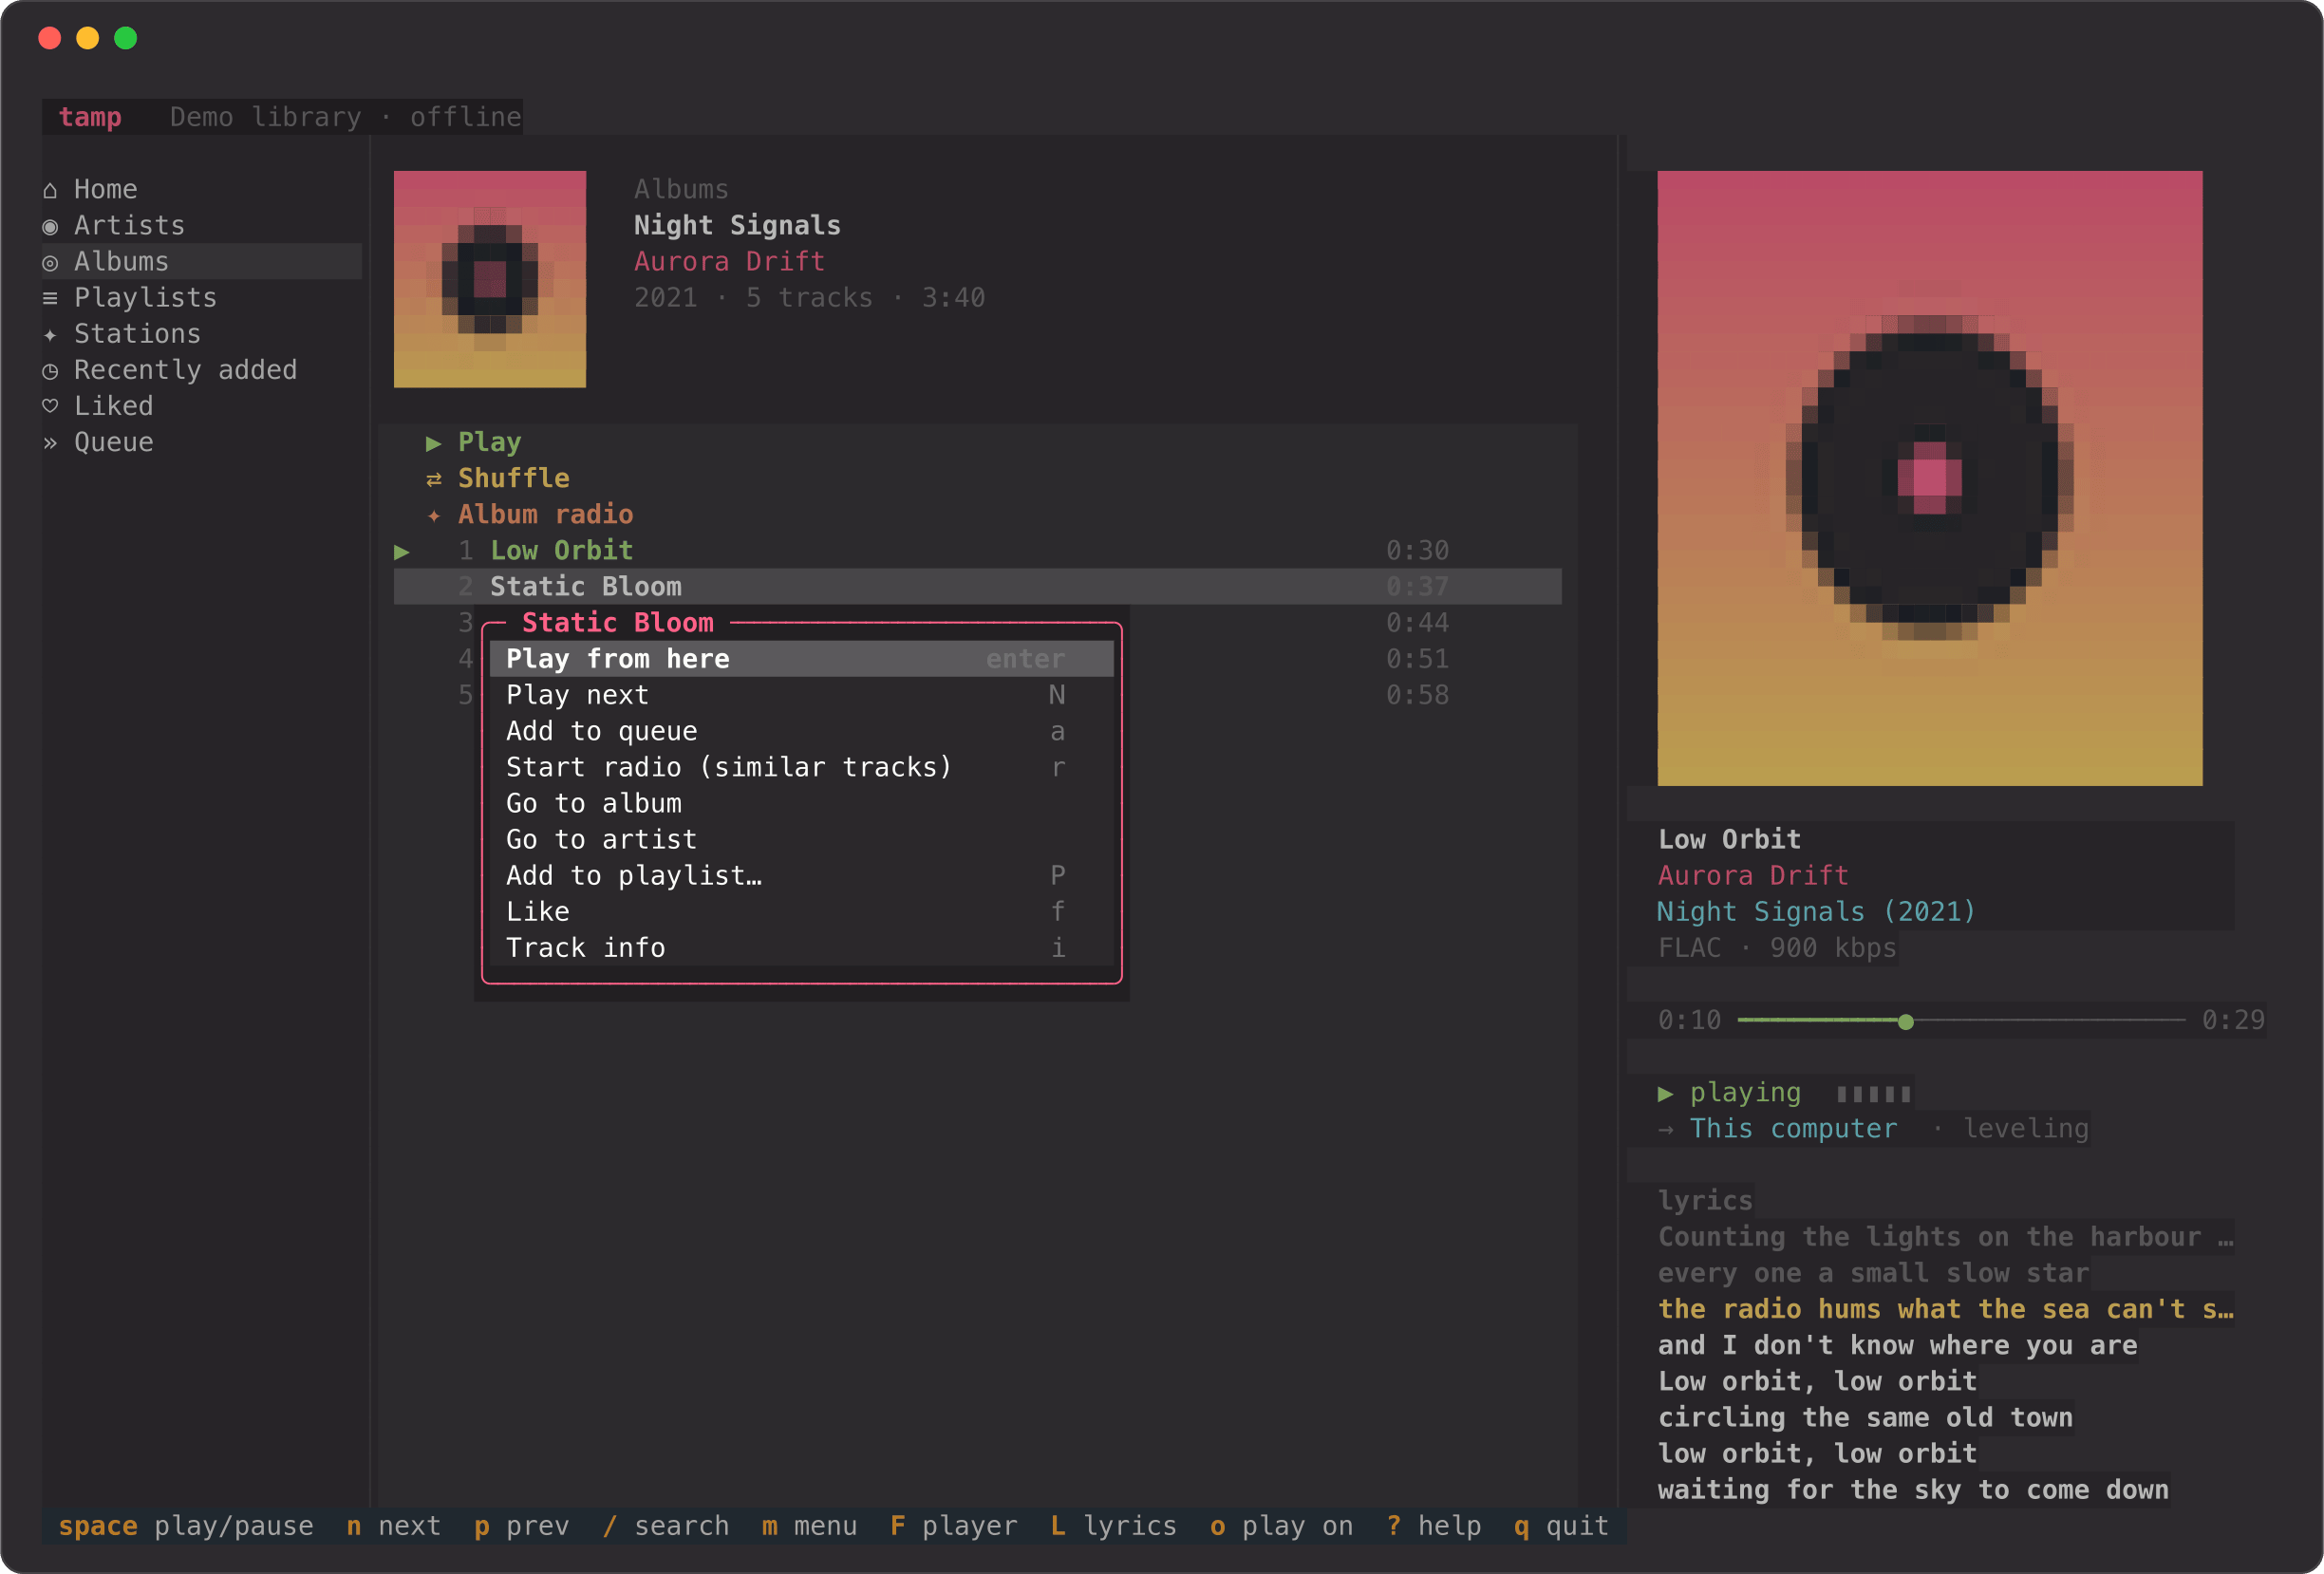 tamp Demo library · offline
⌂ Home
◉ Artists
◎ Albums
≡ Playlists
✦ Stations
◷ Recently added
♡ Liked
» Queue
Albums
Night Signals
Aurora Drift
2021 · 5 tracks · 3:40
▶ Play
⇄ Shuffle
✦ Album radio
▶ 1 Low Orbit 0:30
2 Static Bloom 0:37
3 0:44
4 0:51
5 0:58
Static Bloom
Play from here enter
Play next N
Add to queue a
Start radio (similar tracks) r
Go to album
Go to artist
Add to playlist… P
Like f
Track info i
Low Orbit
Aurora Drift
Night Signals (2021)
FLAC · 900 kbps
0:10 0:29
▶ playing ▮▮▮▮▮
→ This computer · leveling
lyrics
Counting the lights on the harbour …
every one a small slow star
the radio hums what the sea can't s…
and I don't know where you are
Low orbit, low orbit
circling the same old town
low orbit, low orbit
waiting for the sky to come down
space play/pause n next p prev / search m menu F player L lyrics o play on ? help q quit